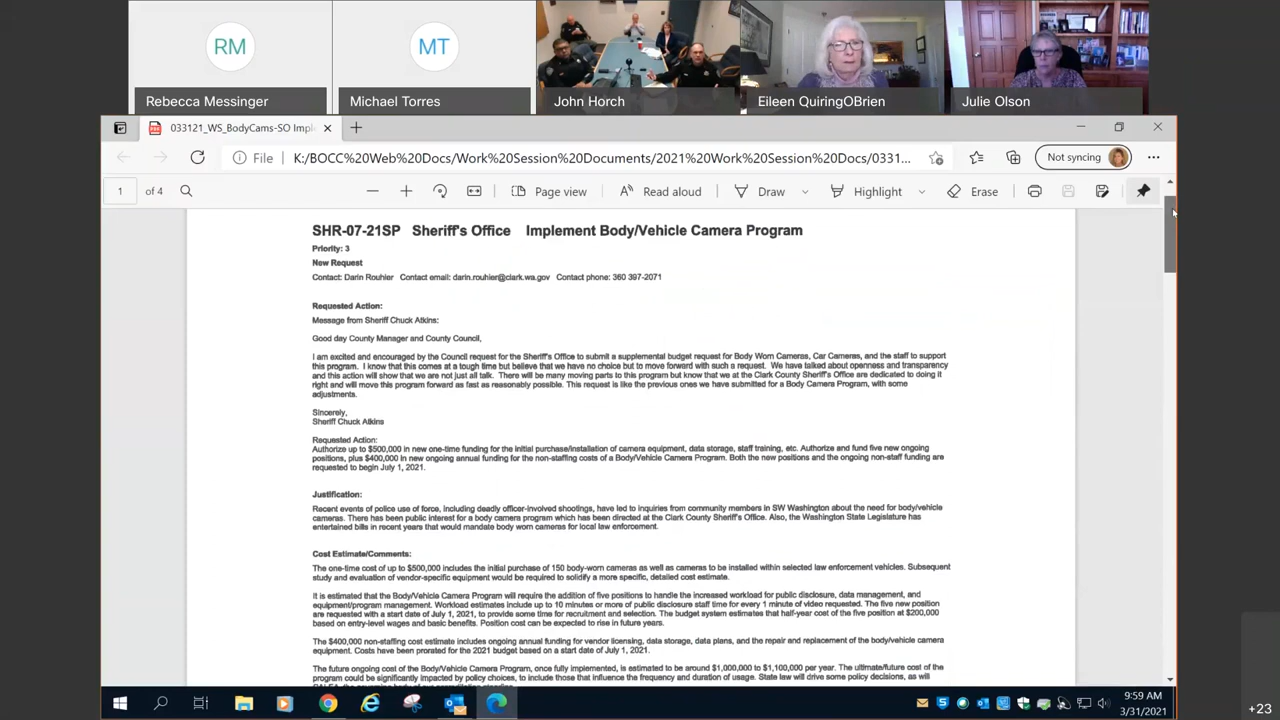 RM
MT
Rebecca Messinger
Michael Torres
John Horch
Eileen QuiringOBrien
Julie Olson
033121_WS_BodyCams-SO Impl
File
K:/BOCC%20Web%20Docs/Work%20Session%20Documents/2021%20Work%20Session%20Docs/0331...
Not syncing
1 of 4
Page view
Read aloud
Draw
Highlight
Erase
SHR-07-21SP Sheriff's Office Implement Body/Vehicle Camera Program
Priority: 3
New Request
Contact: Darin Rouhier Contact email: darin.rouhier@clark.wa.gov Contact phone: 360 397-2071
Requested Action:
Message from Sheriff Chuck Atkins:
Good day County Manager and County Council,
I am excited and encouraged by the Council request for the Sheriff's Office to submit a supplemental budget request for Body Worn Cameras, Car Cameras, and the staff to support
this program. I know that this comes at a tough time but believe that we have no choice but to move forward with such a request. We have talked about openness and transparency
and this action will show that we are not just all talk. There will be many moving parts to this program but know that we at the Clark County Sheriff's Office are dedicated to doing it
right and will move this program forward as fast as reasonably possible. This request is like the previous ones we have submitted for a Body Camera Program, with some
adjustments.
Sincerely,
Sheriff Chuck Atkins
Requested Action:
Authorize up to $500,000 in new one-time funding for the initial purchase/installation of camera equipment, data storage, staff training, etc. Authorize and fund five new ongoing
positions, plus $400,000 in new ongoing annual funding for the non-staffing costs of a Body/Vehicle Camera Program. Both the new positions and the ongoing non-staff funding are
requested to begin July 1, 2021.
Justification:
Recent events of police use of force, including deadly officer-involved shootings, have led to inquiries from community members in SW Washington about the need for body/vehicle
cameras. There has been public interest for a body camera program which has been directed at the Clark County Sheriff's Office. Also, the Washington State Legislature has
entertained bills in recent years that would mandate body worn cameras for local law enforcement.
Cost Estimate/Comments:
The one-time cost of up to $500,000 includes the initial purchase of 150 body-worn cameras as well as cameras to be installed within selected law enforcement vehicles. Subsequent
study and evaluation of vendor-specific equipment would be required to solidify a more specific, detailed cost estimate.
It is estimated that the Body/Vehicle Camera Program will require the addition of five positions to handle the increased workload for public disclosure, data management, and
equipment/program management. Workload estimates include up to 10 minutes or more of public disclosure staff time for every 1 minute of video requested. The five new position
are requested with a start date of July 1, 2021, to provide some time for recruitment and selection. The budget system estimates that half-year cost of the five position at $200,000
based on entry-level wages and basic benefits. Position cost can be expected to rise in future years.
The $400,000 non-staffing cost estimate includes ongoing annual funding for vendor licensing, data storage, data plans, and the repair and replacement of the body/vehicle camera
equipment. Costs have been prorated for the 2021 budget based on a start date of July 1, 2021.
The future ongoing cost of the Body/Vehicle Camera Program, once fully implemented, is estimated to be around $1,000,000 to $1,100,000 per year. The ultimate/future cost of the
program could be significantly impacted by policy choices, to include those that influence the frequency and duration of usage. State law will drive some policy decisions, as will
9:59 AM
3/31/2021
+23